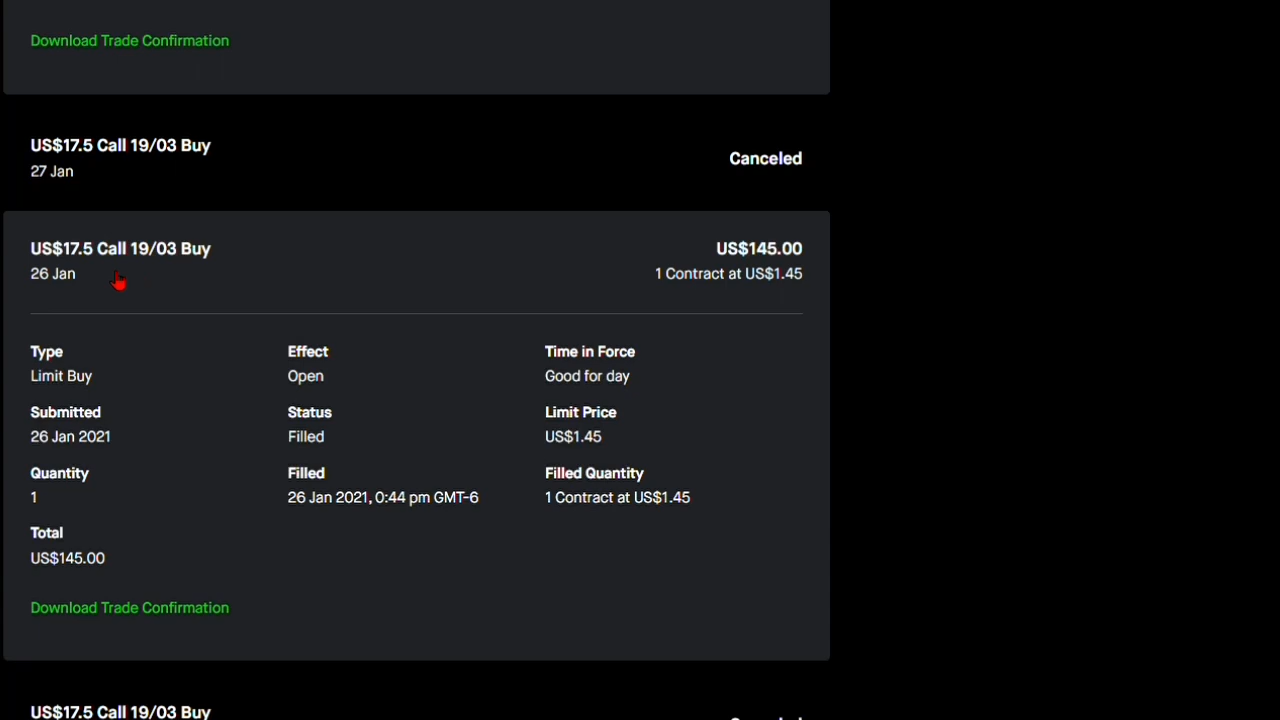 Download Trade Confirmation
US$17.5 Call 19/03 Buy
27 Jan
Canceled
US$17.5 Call 19/03 Buy
US$145.00
26 Jan
1 Contract at US$1.45
Type
Effect
Time in Force
Limit Buy
Open
Good for day
Submitted
Status
Limit Price
26 Jan 2021
Filled
US$1.45
Quantity
Filled
Filled Quantity
1
26 Jan 2021, 0:44 pm GMT-6
1 Contract at US$1.45
Total
US$145.00
Download Trade Confirmation
US$17.5 Call 19/03 Buy